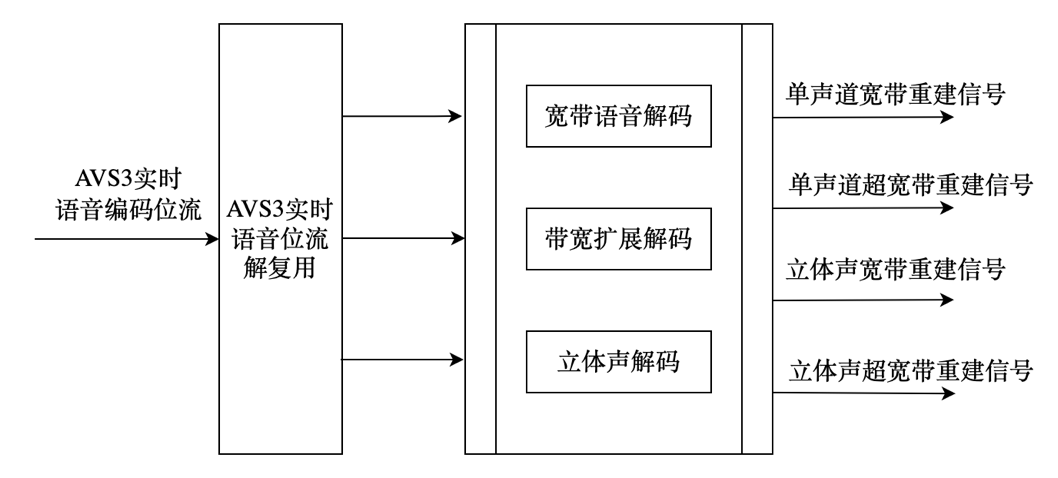 AVS3实时
语音编码位流
AVS3实时
语音位流
解复用
宽带语音解码
带宽扩展解码
立体声解码
单声道宽带重建信号
单声道超宽带重建信号
立体声宽带重建信号
立体声超宽带重建信号